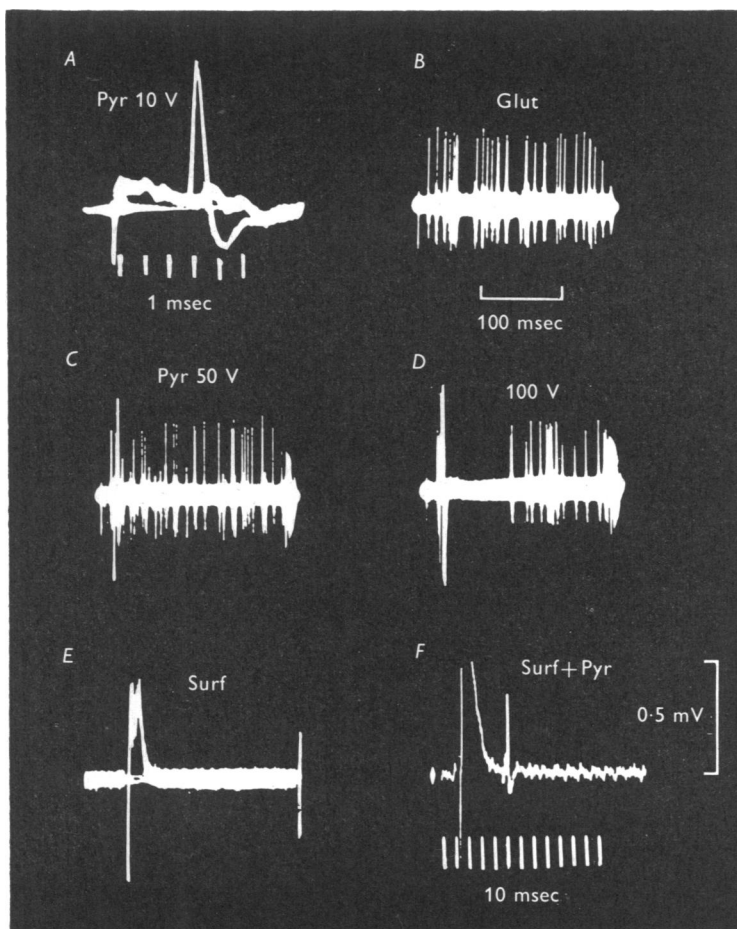 A
Pyr 10 V
1 msec
B
Glut
100 msec
C
Pyr 50 V
D
100 V
E
Surf
F
Surf+Pyr
0·5 mV
10 msec